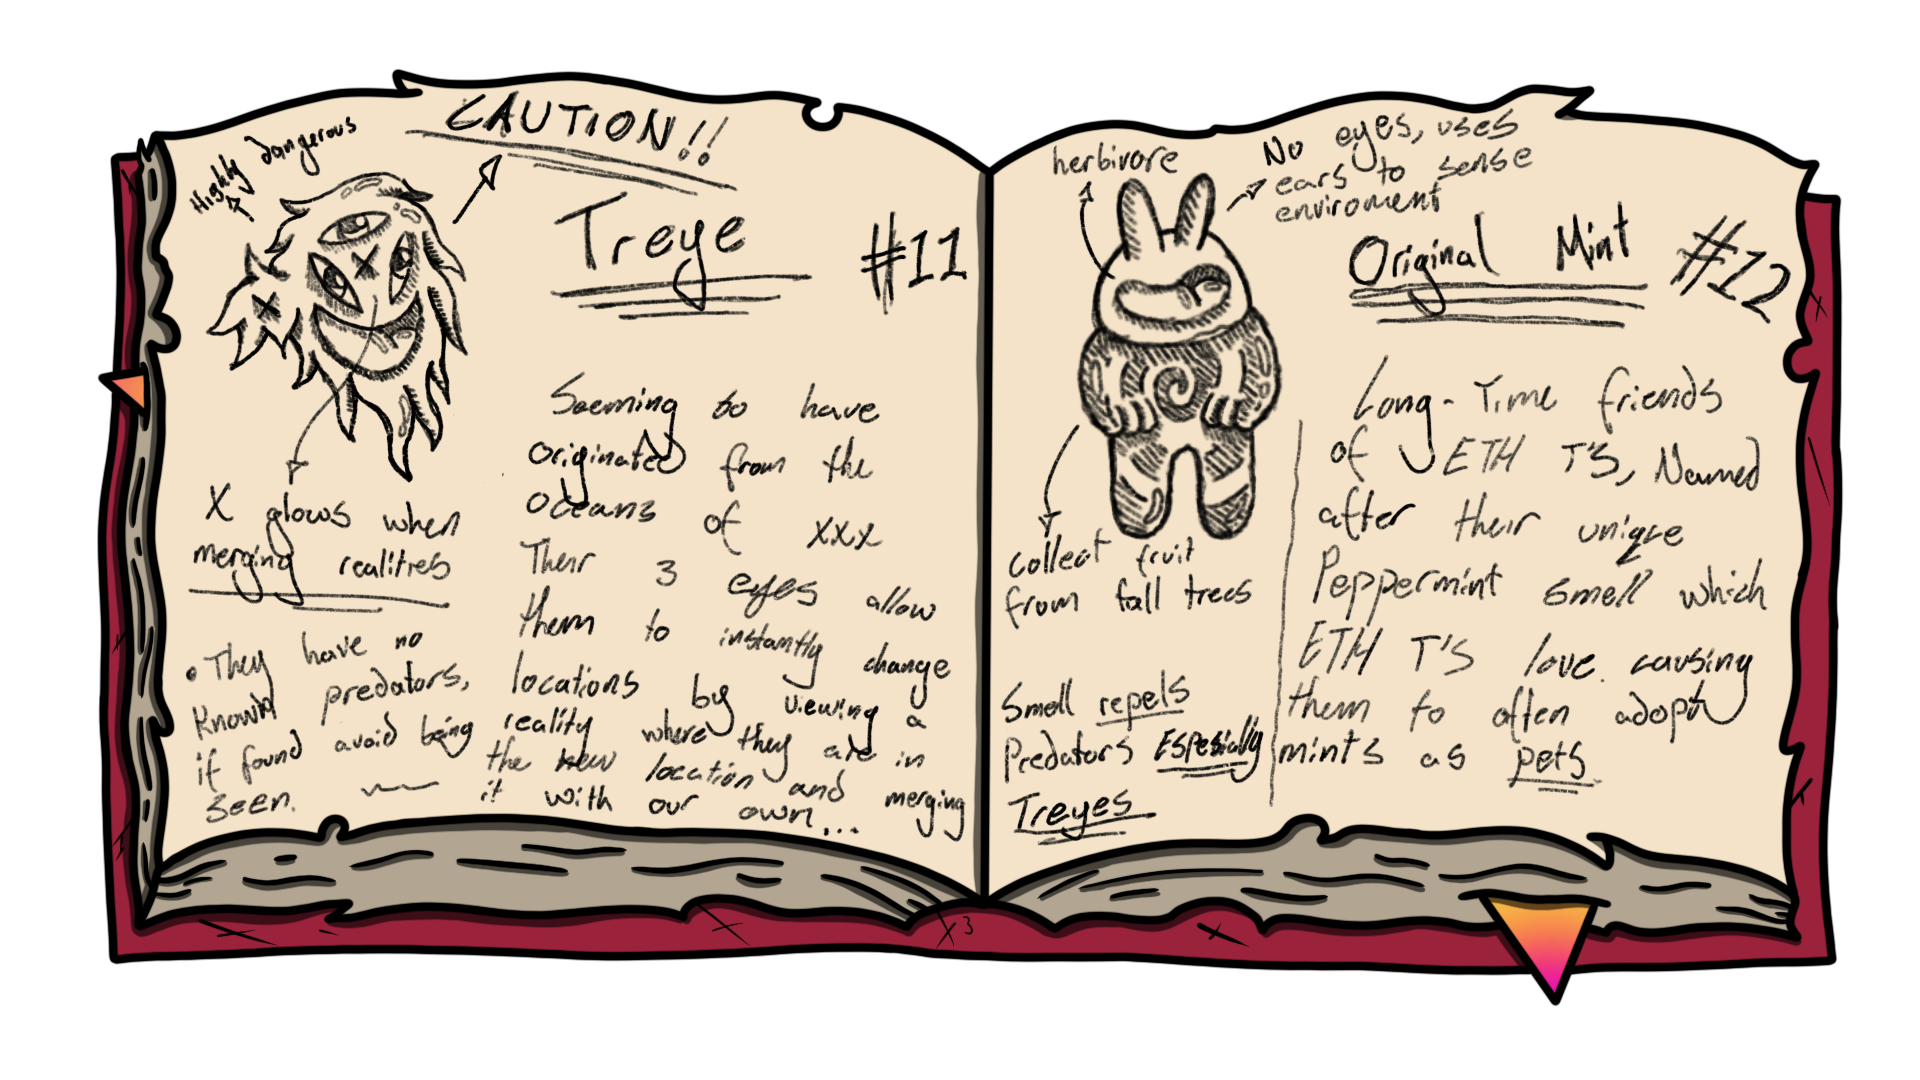 Highly dangerous
CAUTION!!
Treye
#11
X glows when
merging realities
• They have no
known predators,
if found avoid being
seen.
Seeming to have
originated from the
oceans of xxx
Their 3 eyes allow
them to instantly change
locations by viewing a
reality where they are in
the new location and merging
it with our own...
herbivore
No eyes, uses
ears to sense
enviroment
Original Mint
#12
collect fruit
from fall trees
Smell repels
Predators Espesially
Treyes
Long-Time friends
of ETH T'S, Named
after their unique
Peppermint smell which
ETH T'S love causing
them to often adopt
mints as pets
X3